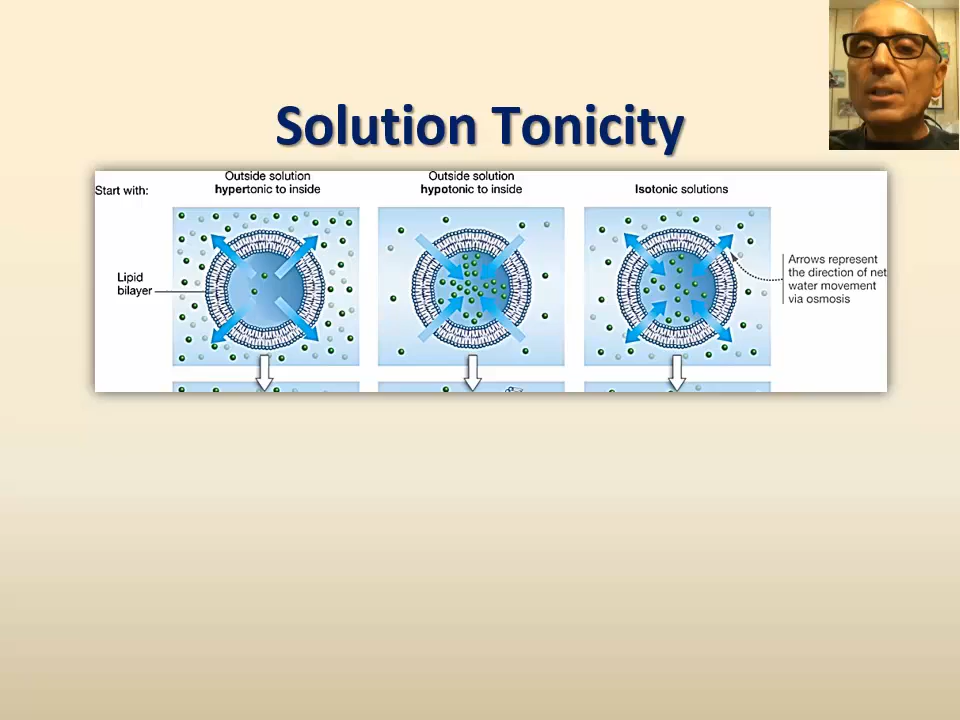 Solution Tonicity
Start with:
Outside solution
hypertonic to inside
Outside solution
hypotonic to inside
Isotonic solutions
Lipid
bilayer
Arrows represent
the direction of net
water movement
via osmosis